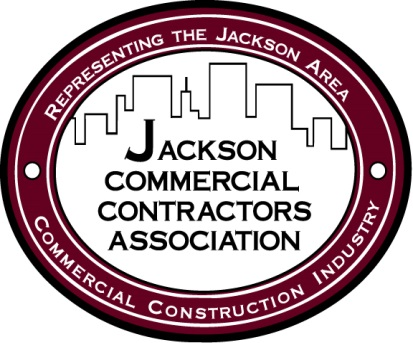 Representing the Jackson Area
Jackson
Commercial
Contractors
Association
Commercial Construction Industry